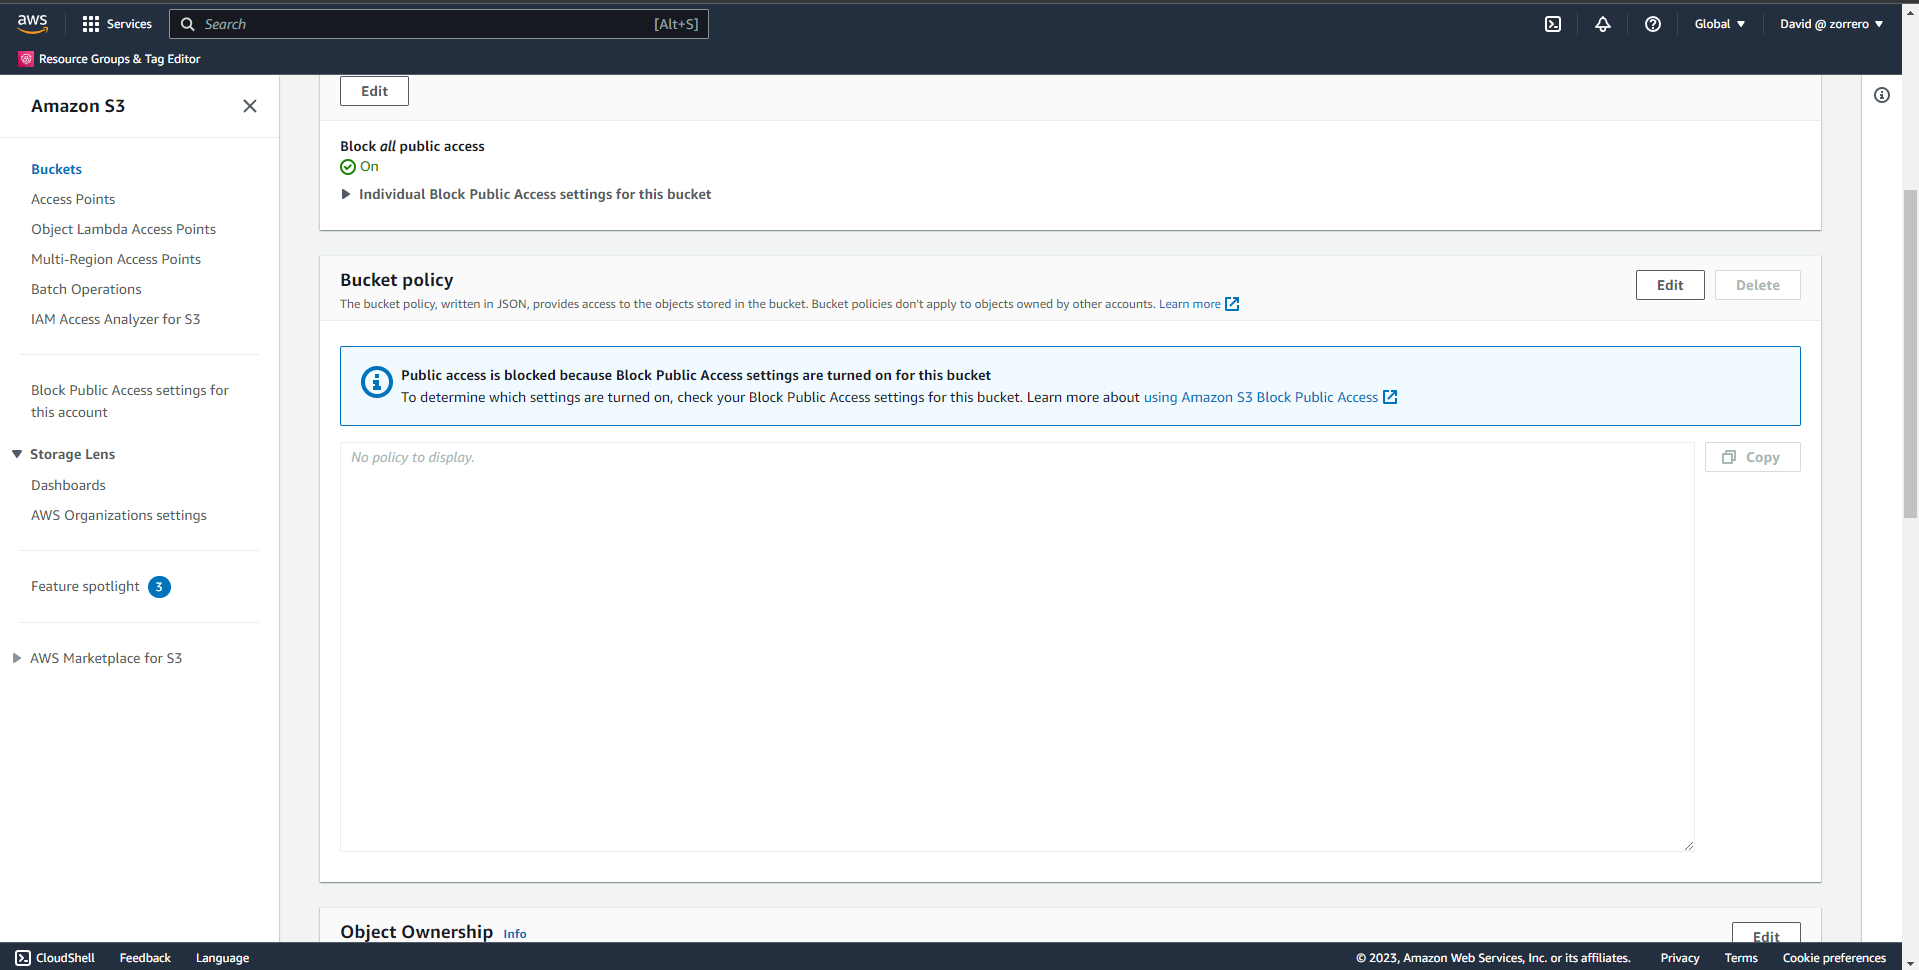 aws
Services
Search
[Alt+S]
Global
David @ zorrero
Resource Groups & Tag Editor
Amazon S3
Buckets
Access Points
Object Lambda Access Points
Multi-Region Access Points
Batch Operations
IAM Access Analyzer for S3
Block Public Access settings for
this account
Storage Lens
Dashboards
AWS Organizations settings
Feature spotlight 3
AWS Marketplace for S3
Edit
Block all public access
On
Individual Block Public Access settings for this bucket
Bucket policy
The bucket policy, written in JSON, provides access to the objects stored in the bucket. Bucket policies don't apply to objects owned by other accounts. Learn more
Edit
Delete
Public access is blocked because Block Public Access settings are turned on for this bucket
To determine which settings are turned on, check your Block Public Access settings for this bucket. Learn more about using Amazon S3 Block Public Access
No policy to display.
Copy
Object Ownership Info
Edit
CloudShell
Feedback
Language
© 2023, Amazon Web Services, Inc. or its affiliates.
Privacy
Terms
Cookie preferences